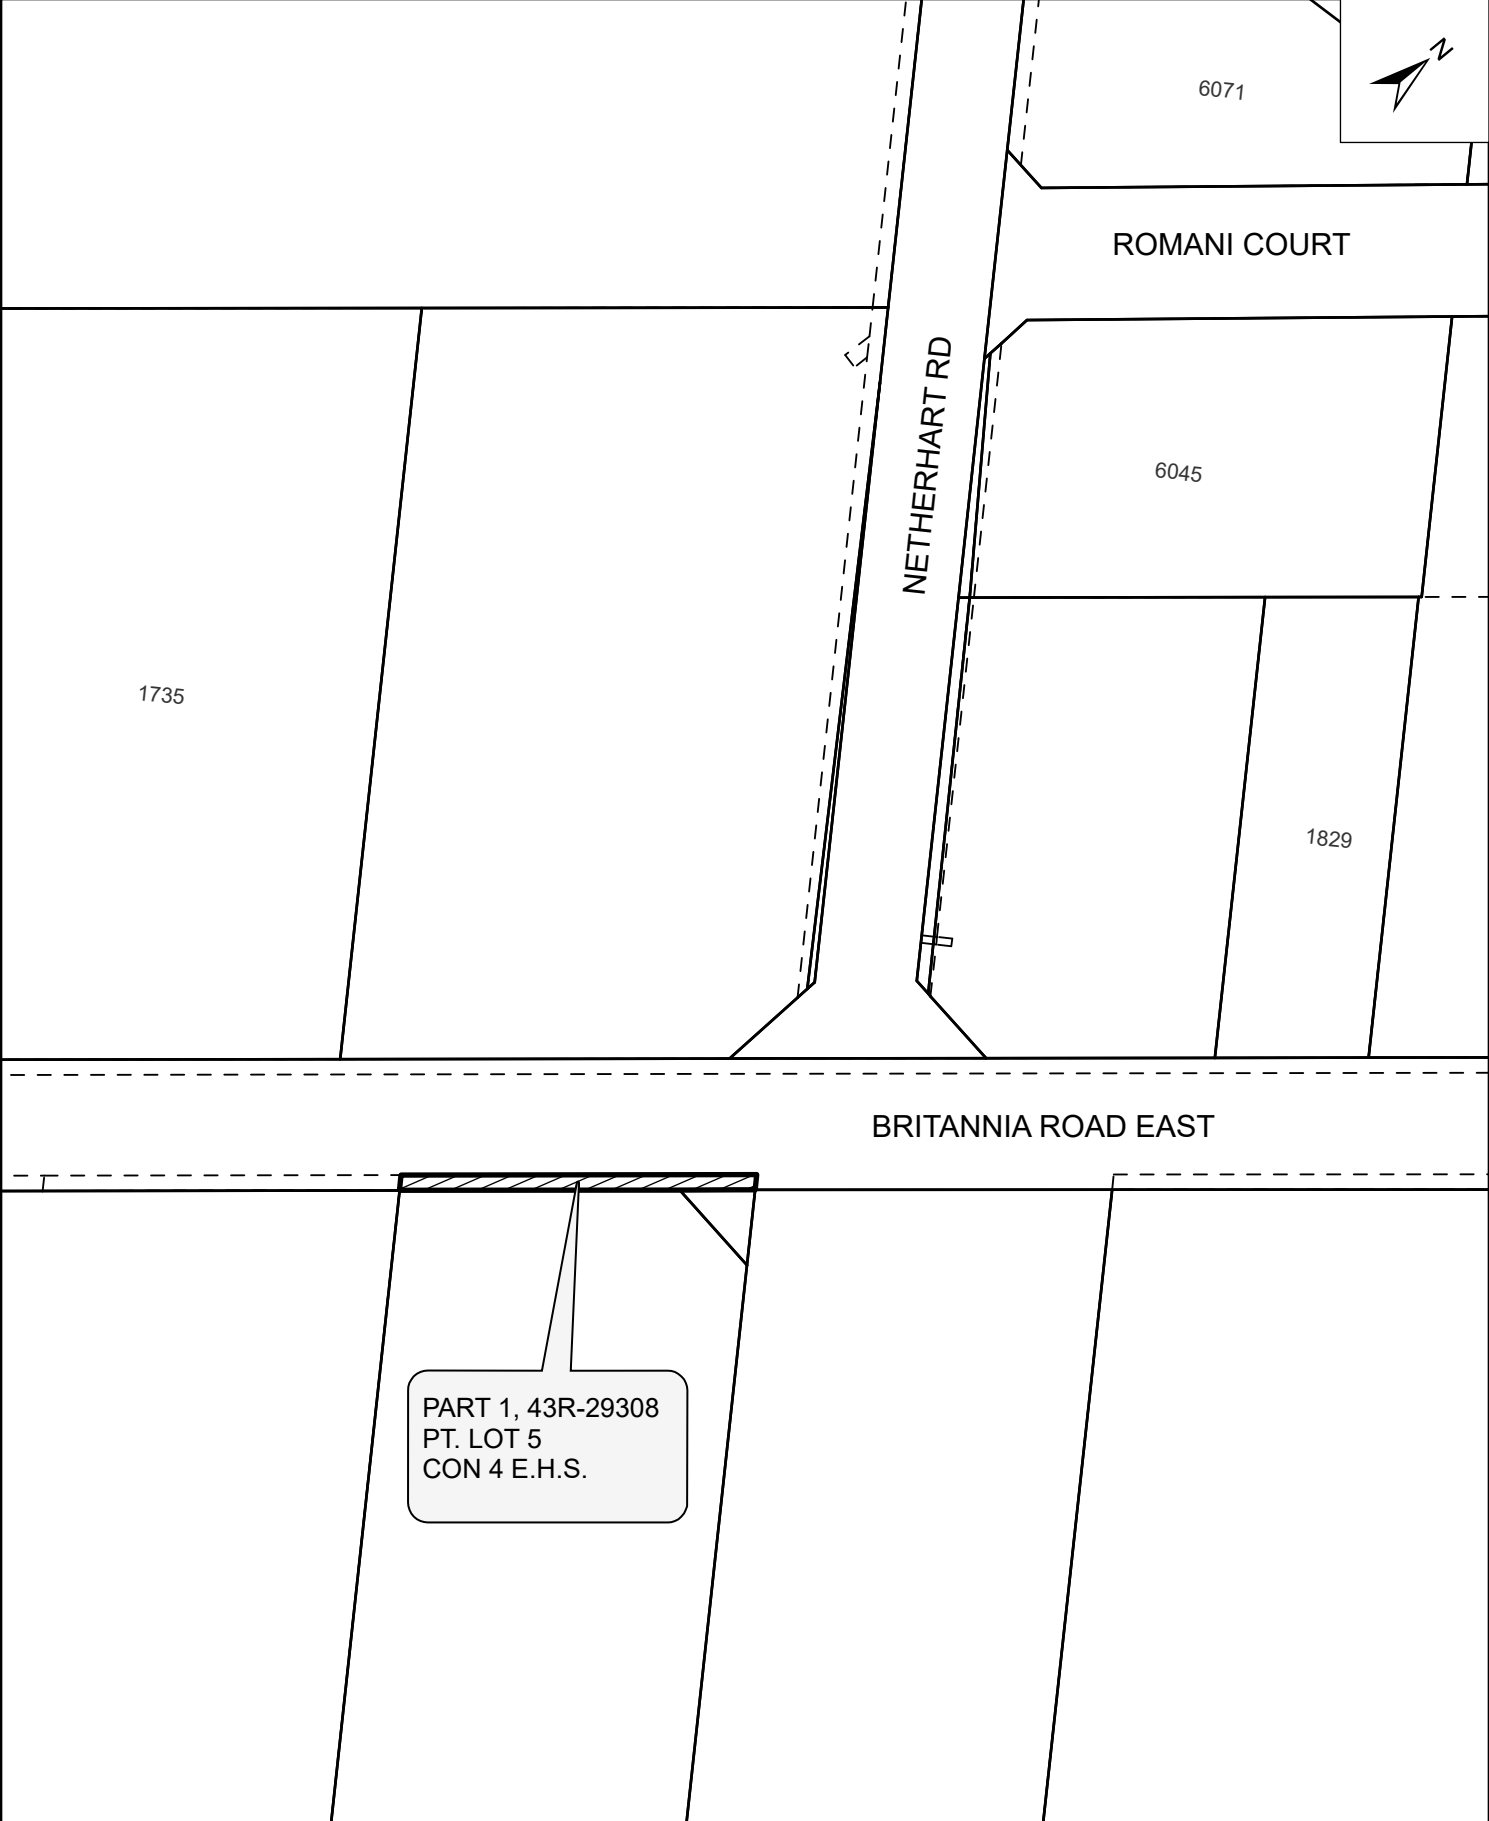 N
6071
ROMANI COURT
NETHERHART RD
6045
1735
1829
BRITANNIA ROAD EAST
PART 1, 43R-29308
PT. LOT 5
CON 4 E.H.S.